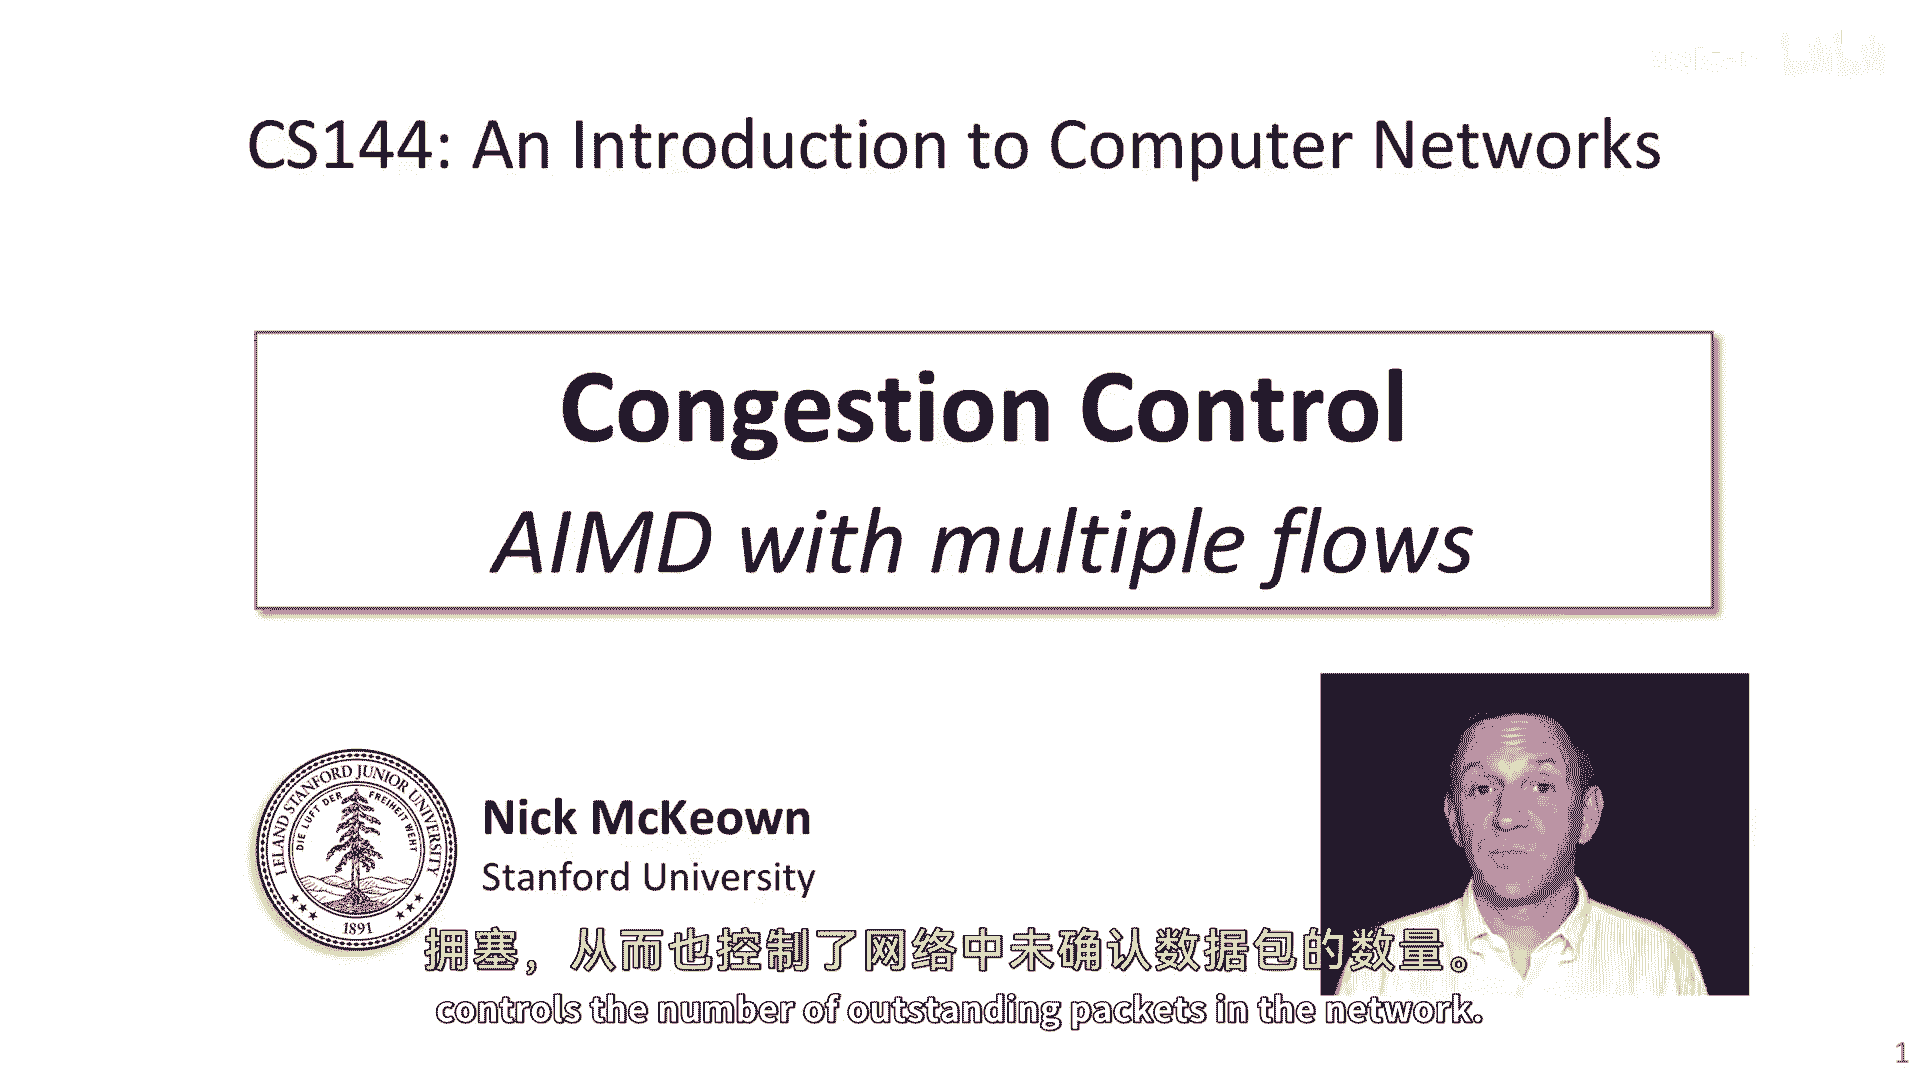 CS144: An Introduction to Computer Networks
Congestion Control
AIMD with multiple flows
LELAND STANFORD JUNIOR UNIVERSITY
DIE LUFT DER FREIHEIT WEHT
1891
Nick McKeown
Stanford University
拥塞，从而也控制了网络中未确认数据包的数量。
controls the number of outstanding packets in the network.
1